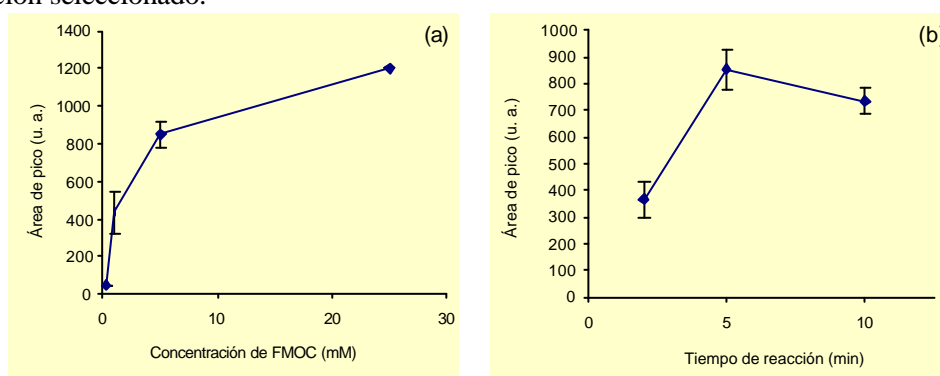 ción seleccionado.
(a)
1400
1200
1000
800
600
400
200
0
0 10 20 30
Área de pico (u. a.)
Concentración de FMOC (mM)
(b)
1000
900
800
700
600
500
400
300
200
100
0
0 5 10
Área de pico (u. a.)
Tiempo de reacción (min)